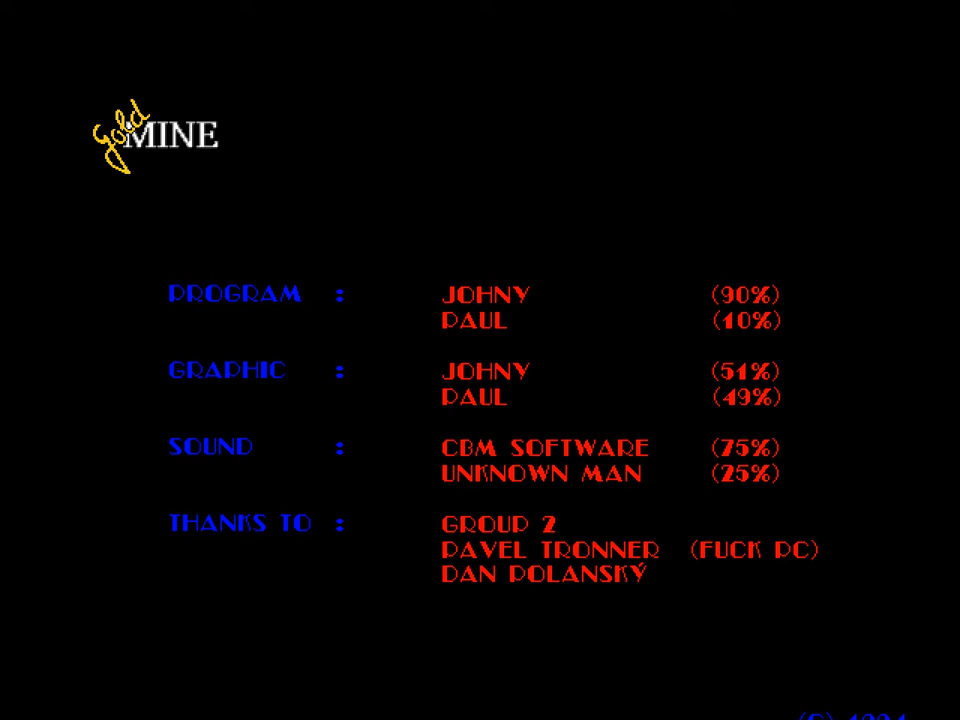 Gold
MINE
PROGRAM : JOHNY (90%)
PAUL (10%)
GRAPHIC : JOHNY (51%)
PAUL (49%)
SOUND : CBM SOFTWARE (75%)
UNKNOWN MAN (25%)
THANKS TO : GROUP 2
PAVEL TRONNER (FUCK PC)
DAN POLANSKÝ